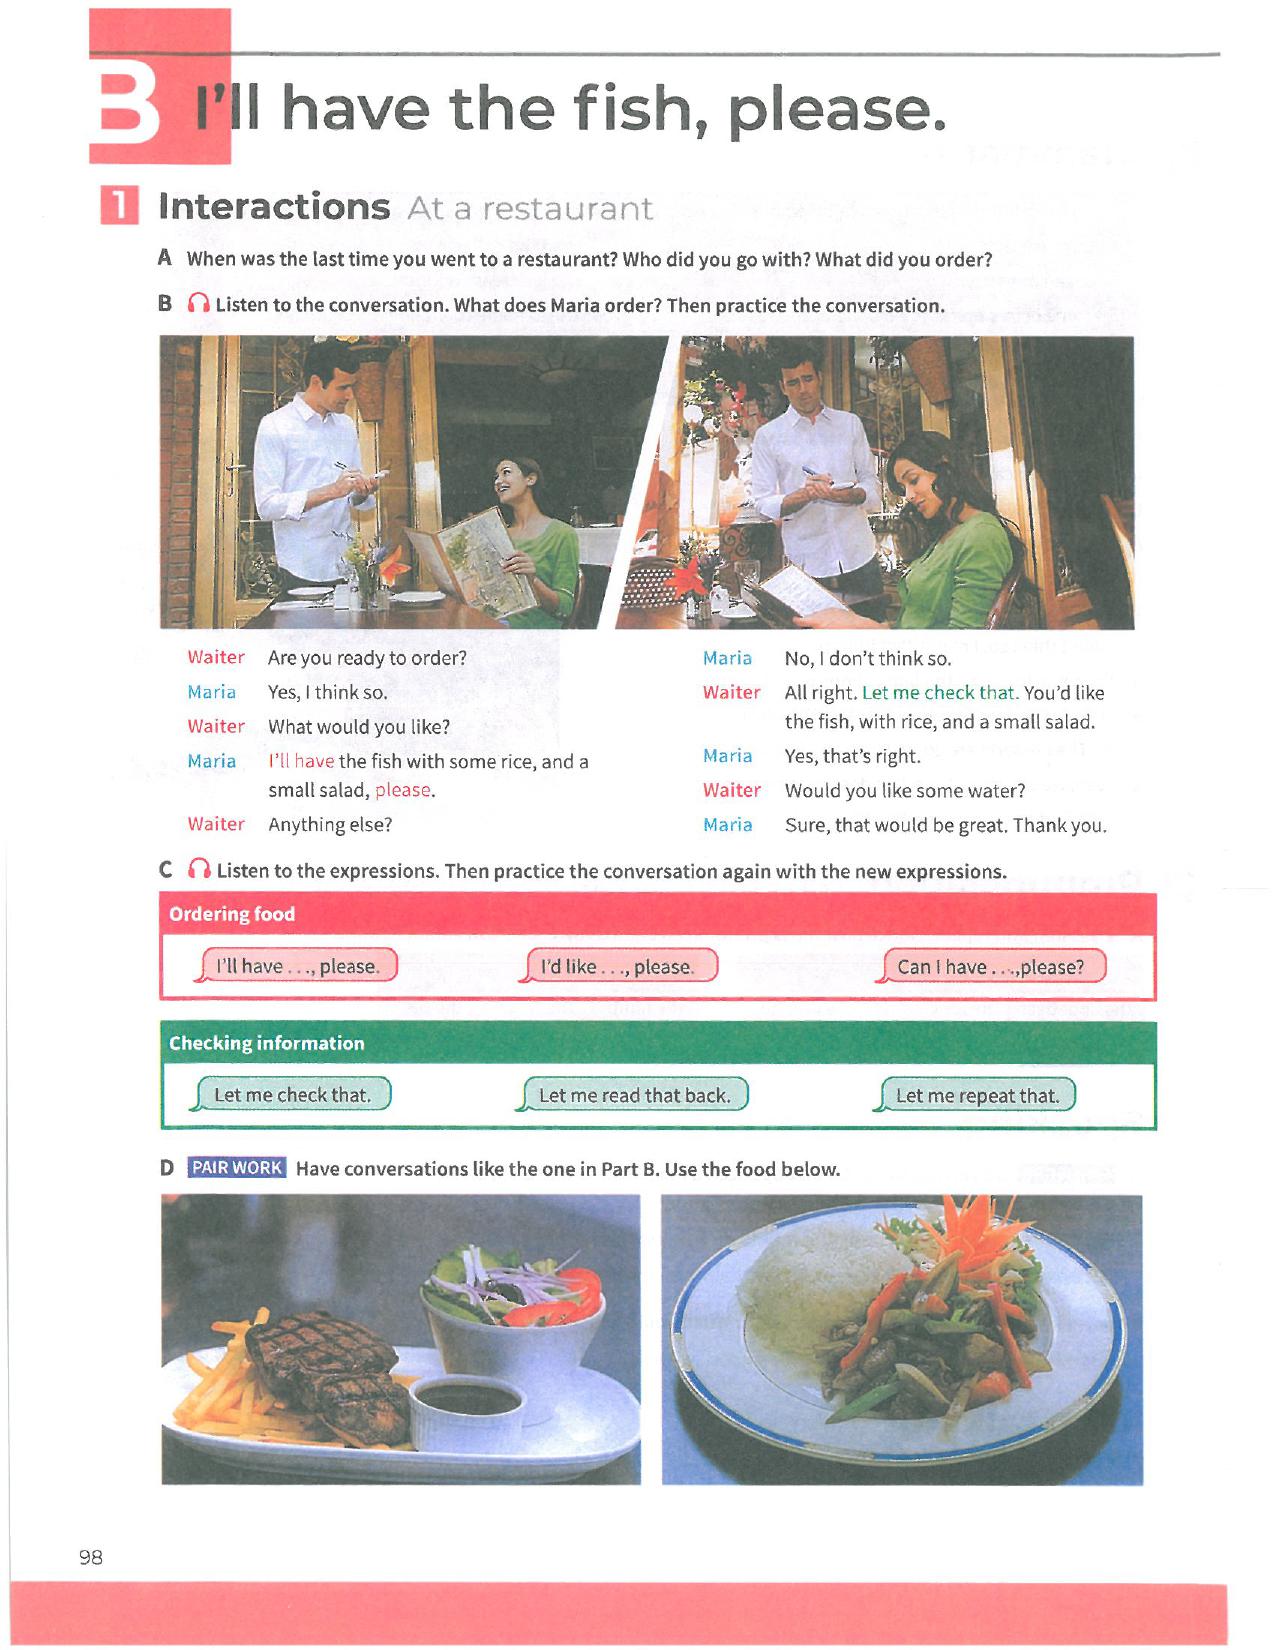 B I'll have the fish, please.
1 Interactions At a restaurant
A When was the last time you went to a restaurant? Who did you go with? What did you order?
B Listen to the conversation. What does Maria order? Then practice the conversation.
Waiter Are you ready to order?
Maria Yes, I think so.
Waiter What would you like?
Maria I'll have the fish with some rice, and a
small salad, please.
Waiter Anything else?
Maria No, I don't think so.
Waiter All right. Let me check that. You'd like
the fish, with rice, and a small salad.
Maria Yes, that's right.
Waiter Would you like some water?
Maria Sure, that would be great. Thank you.
C Listen to the expressions. Then practice the conversation again with the new expressions.
Ordering food
I'll have . . ., please.
I'd like . . ., please.
Can I have . . .,please?
Checking information
Let me check that.
Let me read that back.
Let me repeat that.
D PAIR WORK Have conversations like the one in Part B. Use the food below.
98